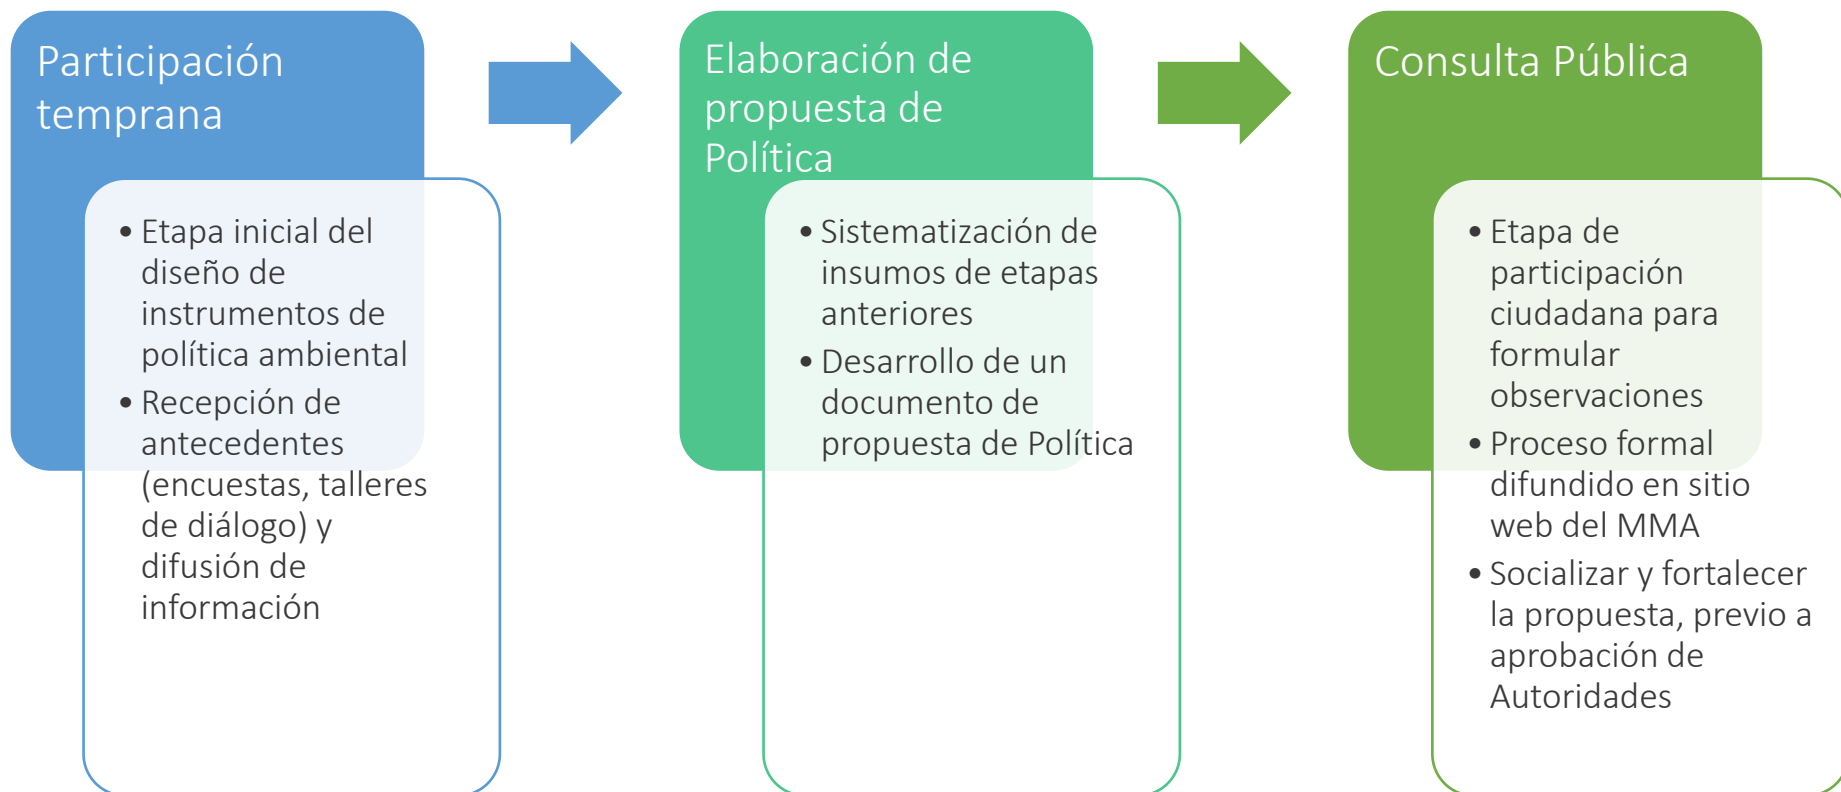 Participación
temprana
• Etapa inicial del
diseño de
instrumentos de
política ambiental
• Recepción de
antecedentes
(encuestas, talleres
de diálogo) y
difusión de
información
Elaboración de
propuesta de
Política
• Sistematización de
insumos de etapas
anteriores
• Desarrollo de un
documento de
propuesta de Política
Consulta Pública
• Etapa de
participación
ciudadana para
formular
observaciones
• Proceso formal
difundido en sitio
web del MMA
• Socializar y fortalecer
la propuesta, previo a
aprobación de
Autoridades